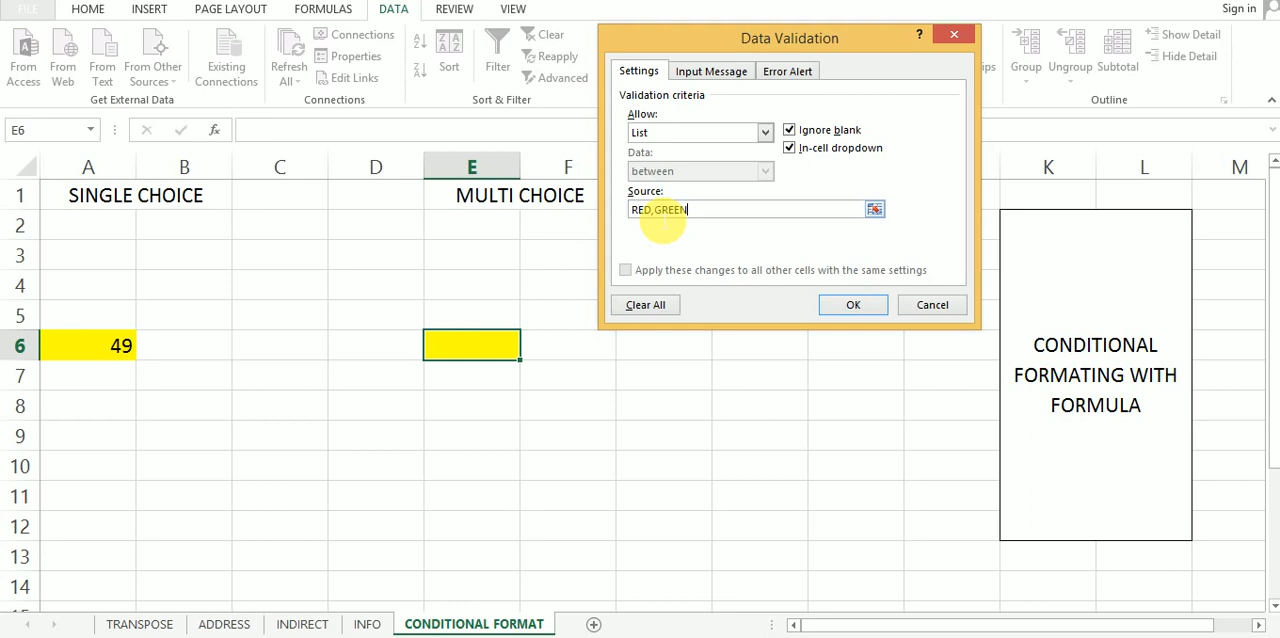 FILE HOME INSERT PAGE LAYOUT FORMULAS DATA REVIEW VIEW Sign in
From Access
From Web
From Text
From Other Sources
Existing Connections
Get External Data
Refresh All
Connections
Properties
Edit Links
Connections
Sort
Filter
Clear
Reapply
Advanced
Sort & Filter
Group
Ungroup
Subtotal
Show Detail
Hide Detail
Outline
Data Validation
?
Settings Input Message Error Alert
Validation criteria
Allow:
List
Ignore blank
In-cell dropdown
Data:
between
Source:
RED,GREEN
Apply these changes to all other cells with the same settings
Clear All OK Cancel
E6 fx
A B C D E F K L M
1 SINGLE CHOICE MULTI CHOICE
2
3
4
5
6 49
7
8
9
10
11
12
13
14
CONDITIONAL
FORMATING WITH
FORMULA
TRANSPOSE ADDRESS INDIRECT INFO CONDITIONAL FORMAT